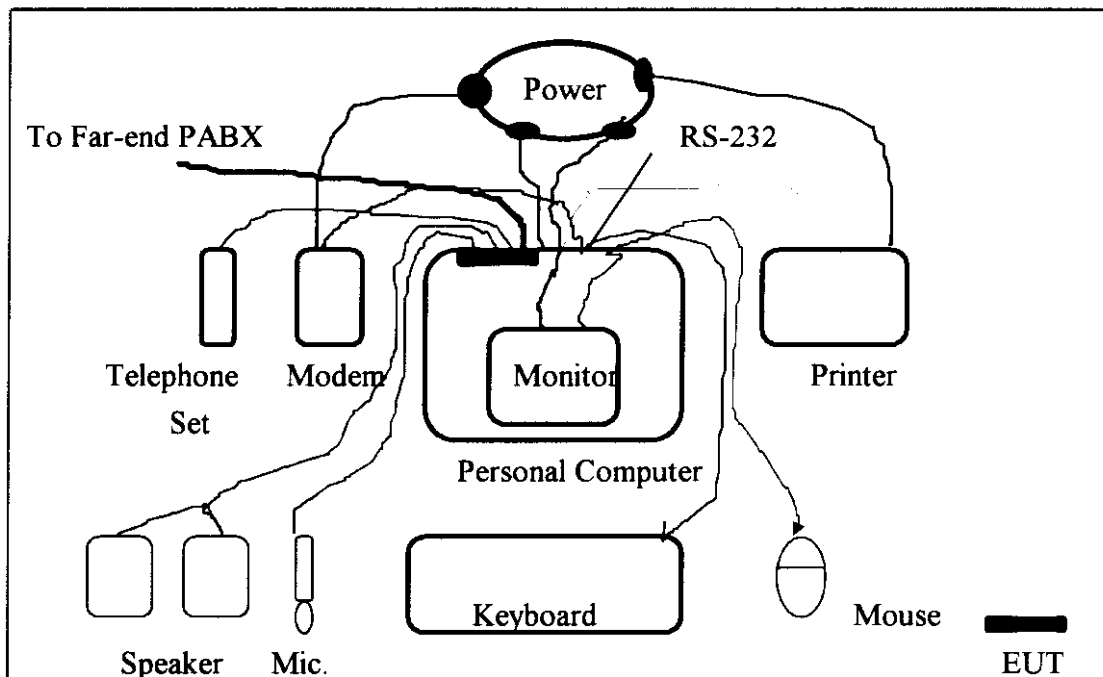 Power
To Far-end PABX
RS-232
Telephone
Set
Modem
Monitor
Printer
Personal Computer
Keyboard
Mouse
Speaker
Mic.
EUT